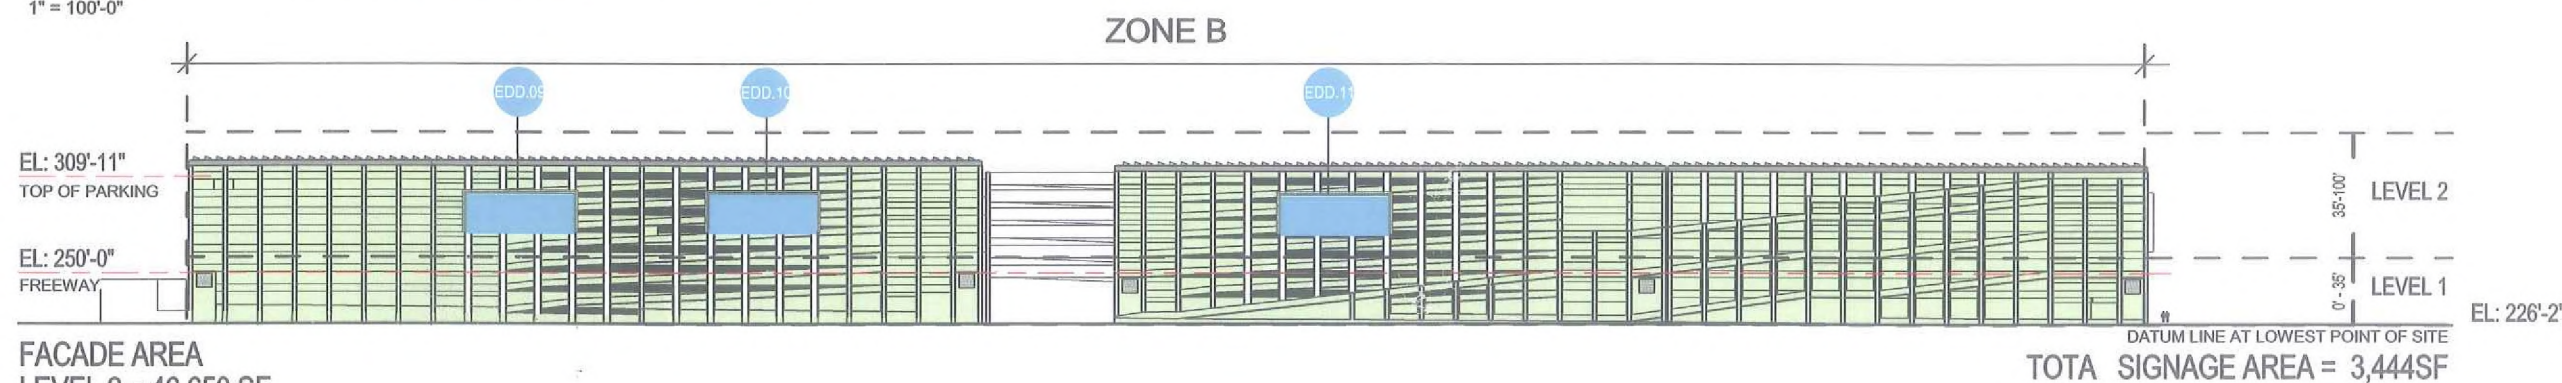 1" = 100'-0"
ZONE B
EDD.09
EDD.10
EDD.11
EL: 309'-11"
TOP OF PARKING
EL: 250'-0"
FREEWAY
35'-100'
LEVEL 2
0' - 35'
LEVEL 1
EL: 226'-2'
DATUM LINE AT LOWEST POINT OF SITE
FACADE AREA
TOTA SIGNAGE AREA = 3,444SF